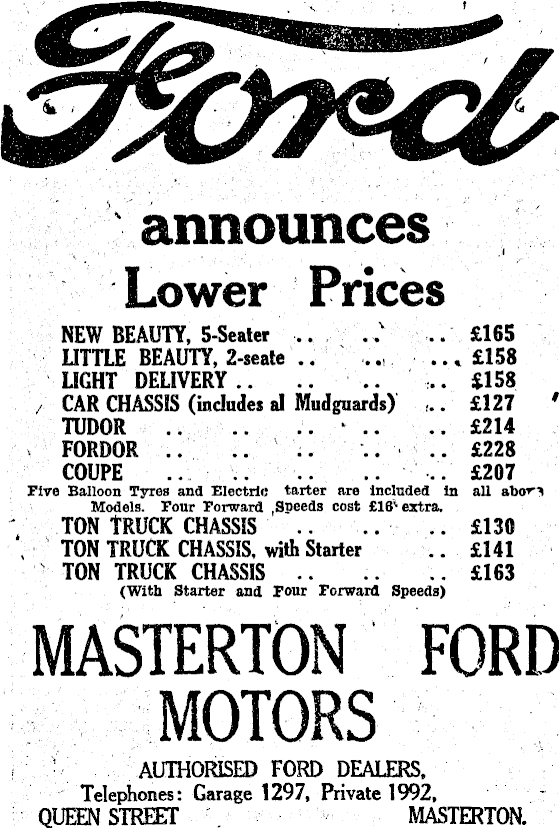 Ford
announces
Lower Prices
NEW BEAUTY, 5-Seater .. .. .. £165
LITTLE BEAUTY, 2-seate .. .. .. £158
LIGHT DELIVERY .. .. .. .. £158
CAR CHASSIS (includes al Mudguards) .. £127
TUDOR .. .. .. .. .. £214
FORDOR .. .. .. .. .. £228
COUPE .. .. .. .. .. £207
Five Balloon Tyres and Electric tarter are included in all above
Models. Four Forward Speeds cost £16 extra.
TON TRUCK CHASSIS .. .. .. £130
TON TRUCK CHASSIS, with Starter .. £141
TON TRUCK CHASSIS .. .. .. £163
(With Starter and Four Forward Speeds)
MASTERTON FORD
MOTORS
AUTHORISED FORD DEALERS,
Telephones: Garage 1297, Private 1992,
QUEEN STREET MASTERTON.